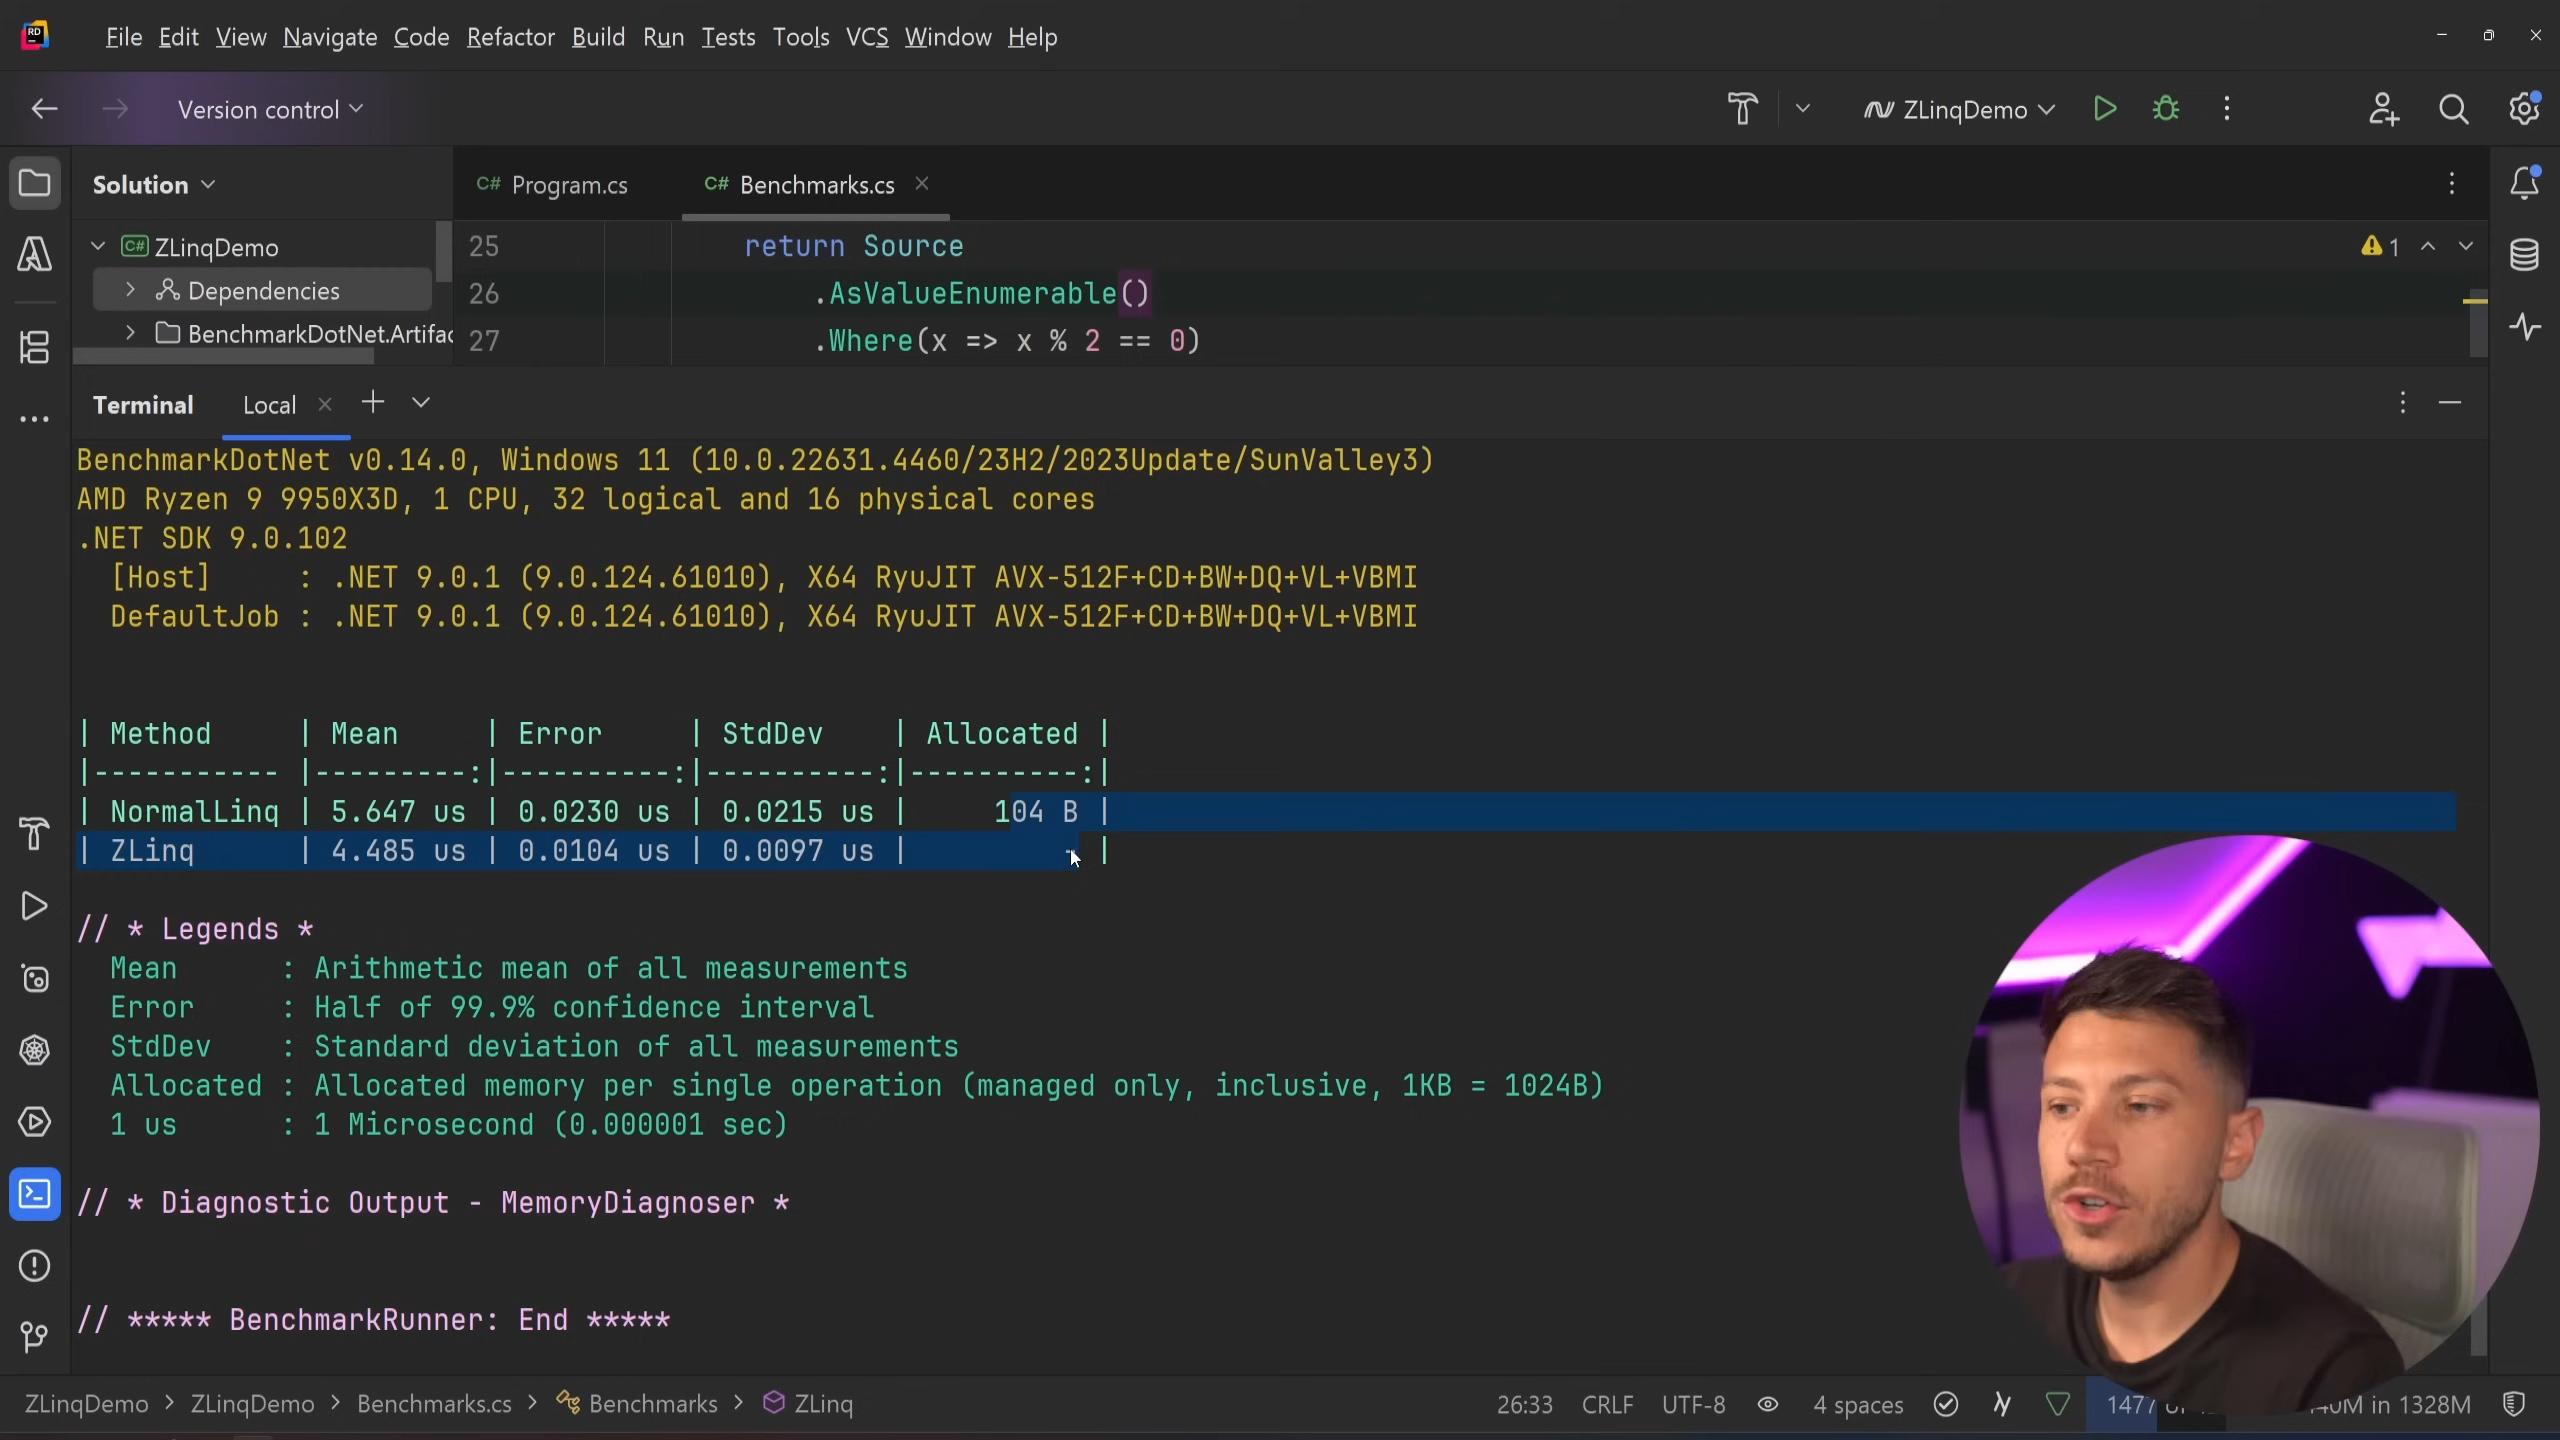 RD File Edit View Navigate Code Refactor Build Run Tests Tools VCS Window Help
Version control ZLinqDemo
Solution C# Program.cs C# Benchmarks.cs
C# ZLinqDemo
Dependencies
BenchmarkDotNet.Artifac
25 return Source
26 .AsValueEnumerable()
27 .Where(x => x % 2 == 0)
1
Terminal Local
BenchmarkDotNet v0.14.0, Windows 11 (10.0.22631.4460/23H2/2023Update/SunValley3)
AMD Ryzen 9 9950X3D, 1 CPU, 32 logical and 16 physical cores
.NET SDK 9.0.102
[Host] : .NET 9.0.1 (9.0.124.61010), X64 RyuJIT AVX-512F+CD+BW+DQ+VL+VBMI
DefaultJob : .NET 9.0.1 (9.0.124.61010), X64 RyuJIT AVX-512F+CD+BW+DQ+VL+VBMI
| Method | Mean | Error | StdDev | Allocated |
|----------- |---------:|----------:|----------:|----------:|
| NormalLinq | 5.647 us | 0.0230 us | 0.0215 us | 104 B |
| ZLinq | 4.485 us | 0.0104 us | 0.0097 us | - |
// * Legends *
Mean : Arithmetic mean of all measurements
Error : Half of 99.9% confidence interval
StdDev : Standard deviation of all measurements
Allocated : Allocated memory per single operation (managed only, inclusive, 1KB = 1024B)
1 us : 1 Microsecond (0.000001 sec)
// * Diagnostic Output - MemoryDiagnoser *
// ***** BenchmarkRunner: End *****
ZLinqDemo > ZLinqDemo > Benchmarks.cs > Benchmarks > ZLinq 26:33 CRLF UTF-8 4 spaces 1477 in 1328M